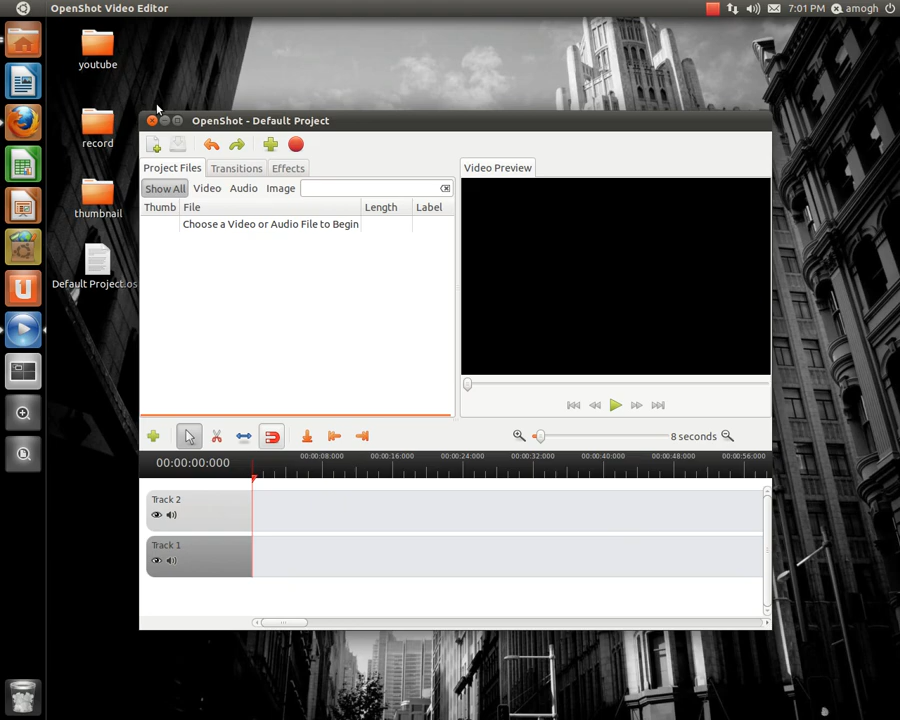 OpenShot Video Editor
7:01 PM
amogh
youtube
record
thumbnail
Default Project.os
OpenShot - Default Project
Project Files
Transitions
Effects
Video Preview
Show All
Video
Audio
Image
Thumb
File
Length
Label
Choose a Video or Audio File to Begin
8 seconds
00:00:00:000
00:00:08:000
00:00:16:000
00:00:24:000
00:00:32:000
00:00:40:000
00:00:48:000
00:00:56:000
Track 2
Track 1